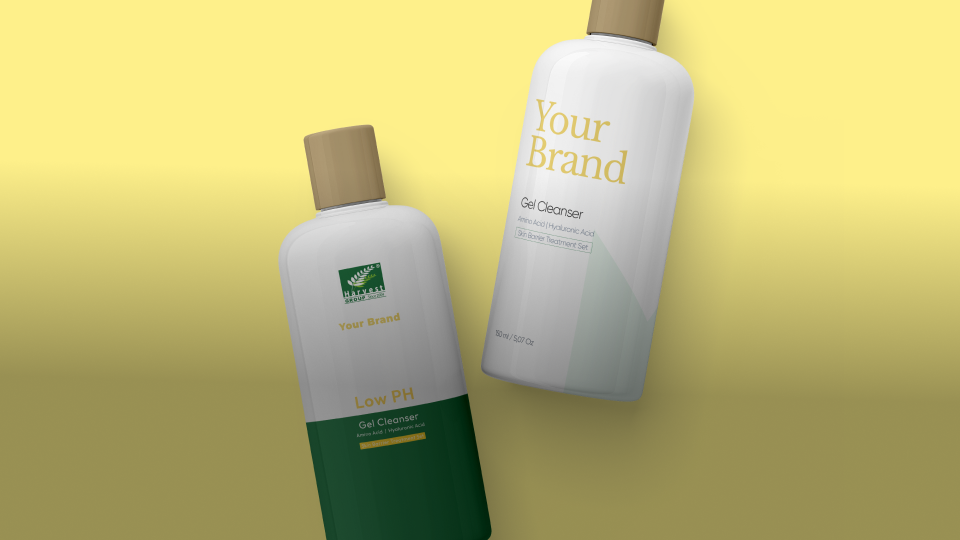 Your
Brand
Gel Cleanser
Amino Acid | Hyaluronic Acid
Skin Barrier Treatment Set
150 ml / 5.07 Oz
Harvest
GROUP
Your Brand
Low PH
Gel Cleanser
Amino Acid | Hyaluronic Acid